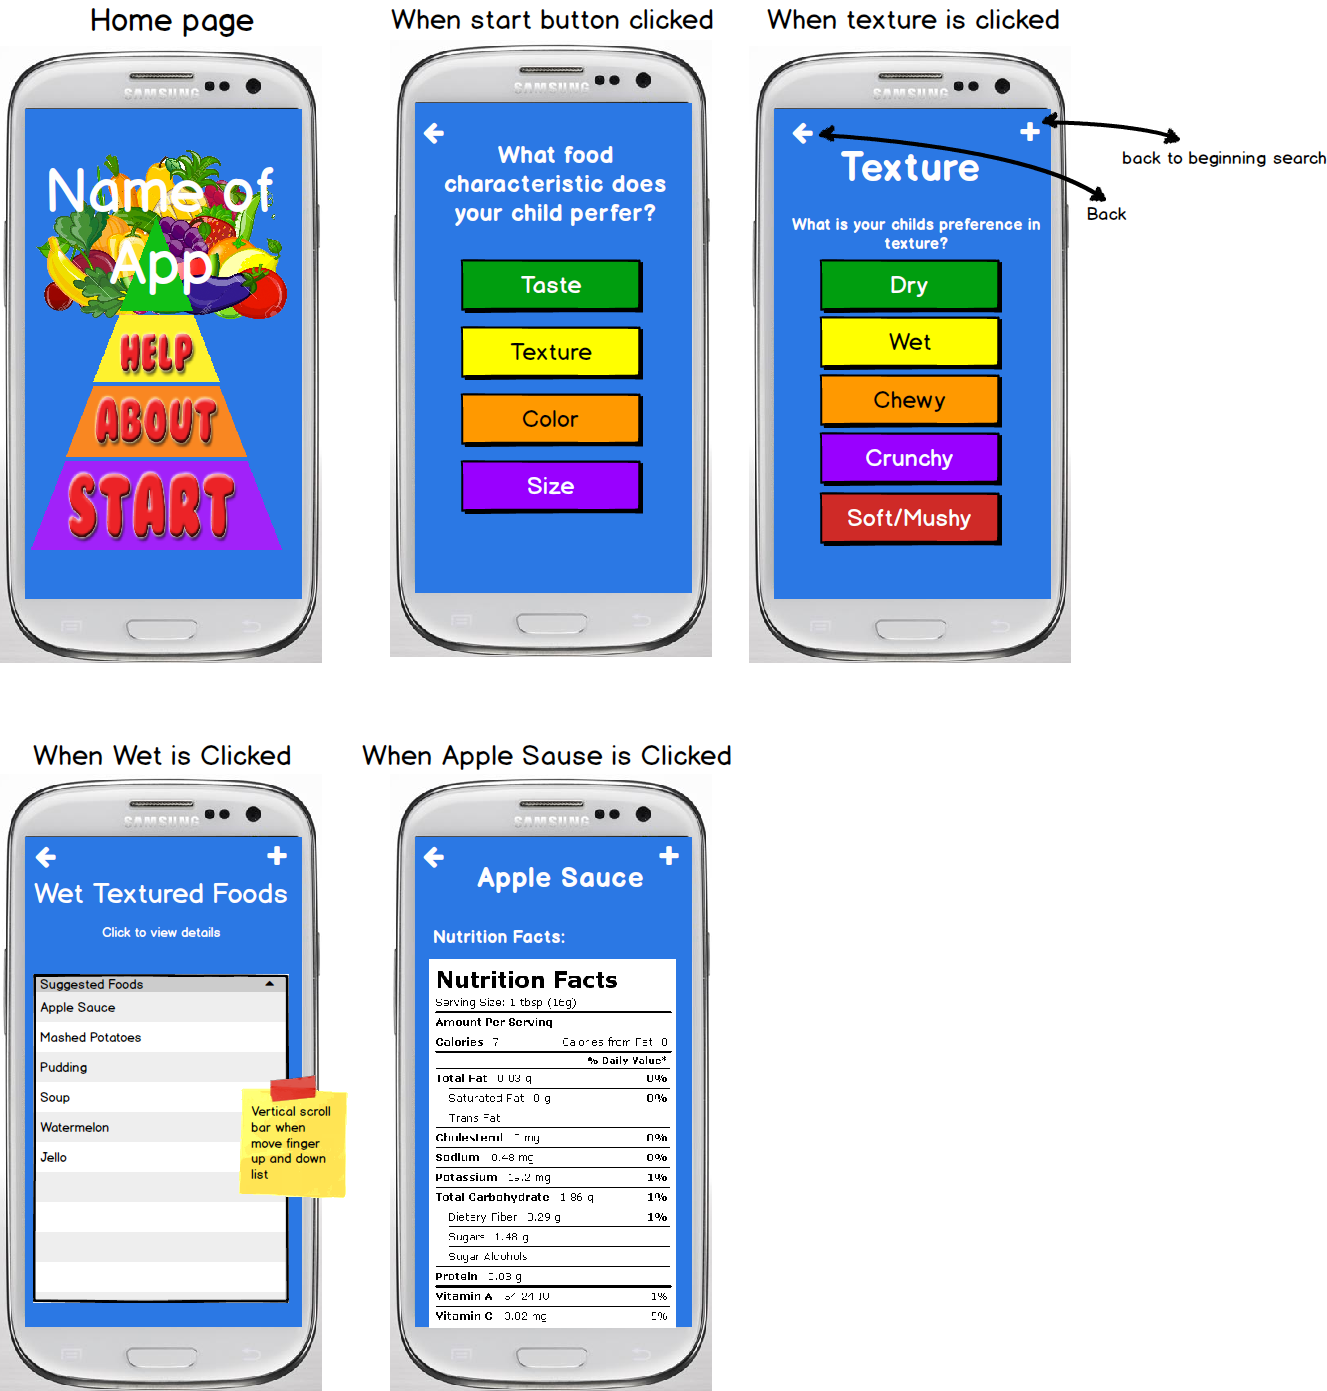 Home page
SAMSUNG
Name of
App
HELP
ABOUT
START
When start button clicked
SAMSUNG
What food
characteristic does
your child perfer?
Taste
Texture
Color
Size
When texture is clicked
SAMSUNG
Texture
What is your childs preference in
texture?
Dry
Wet
Chewy
Crunchy
Soft/Mushy
back to beginning search
Back
When Wet is Clicked
SAMSUNG
Wet Textured Foods
Click to view details
Suggested Foods
Apple Sauce
Mashed Potatoes
Pudding
Soup
Watermelon
Jello
Vertical scroll
bar when
move finger
up and down
list
When Apple Sause is Clicked
SAMSUNG
Apple Sauce
Nutrition Facts:
Nutrition Facts
Serving Size: 1 tbsp (16g)
Amount Per Serving
Calories 7 Calories from Fat 0
% Daily Value*
Total Fat 0.03 g 0%
Saturated Fat 0 g 0%
Trans Fat
Cholesterol mg 0%
Sodium 0.48 mg 0%
Potassium mg 1%
Total Carbohydrate 1.86 g 1%
Dietary Fiber 0.29 g 1%
Sugars 1.48 g
Sugar Alcohols
Protein 0.03 g
Vitamin A IU 1%
Vitamin C 0.02 mg